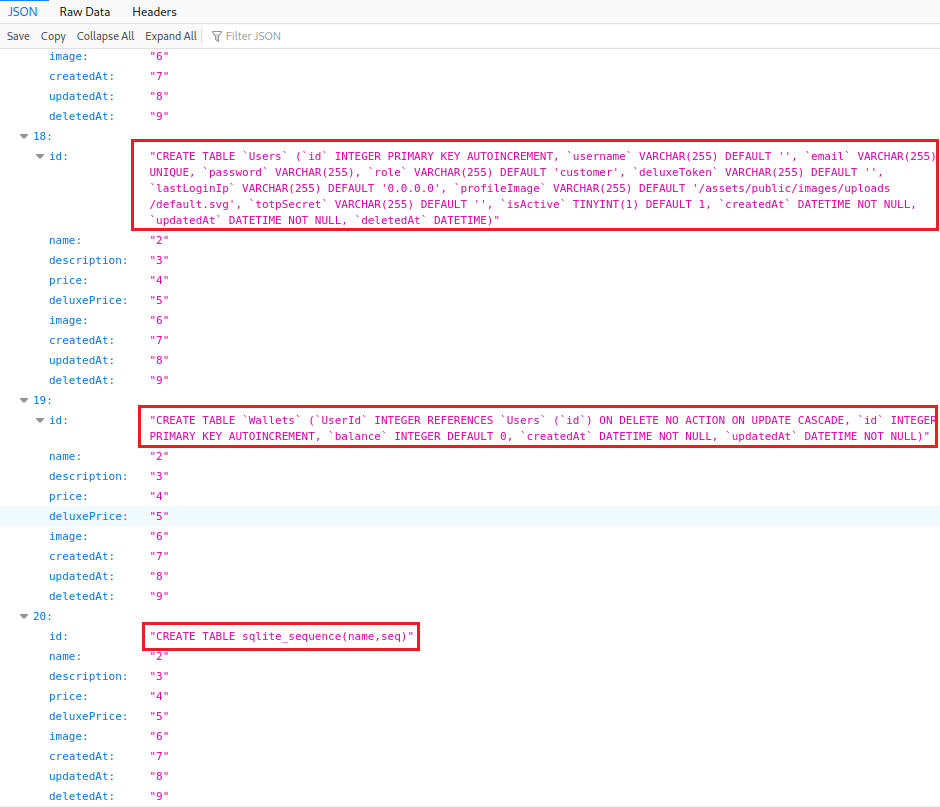 JSON Raw Data Headers
Save Copy Collapse All Expand All Filter JSON
image: "6"
createdAt: "7"
updatedAt: "8"
deletedAt: "9"
18:
id: "CREATE TABLE `Users` (`id` INTEGER PRIMARY KEY AUTOINCREMENT, `username` VARCHAR(255) DEFAULT '', `email` VARCHAR(255)
UNIQUE, `password` VARCHAR(255), `role` VARCHAR(255) DEFAULT 'customer', `deluxeToken` VARCHAR(255) DEFAULT '',
`lastLoginIp` VARCHAR(255) DEFAULT '0.0.0.0', `profileImage` VARCHAR(255) DEFAULT '/assets/public/images/uploads
/default.svg', `totpSecret` VARCHAR(255) DEFAULT '', `isActive` TINYINT(1) DEFAULT 1, `createdAt` DATETIME NOT NULL,
`updatedAt` DATETIME NOT NULL, `deletedAt` DATETIME)"
name: "2"
description: "3"
price: "4"
deluxePrice: "5"
image: "6"
createdAt: "7"
updatedAt: "8"
deletedAt: "9"
19:
id: "CREATE TABLE `Wallets` (`UserId` INTEGER REFERENCES `Users` (`id`) ON DELETE NO ACTION ON UPDATE CASCADE, `id` INTEGER
PRIMARY KEY AUTOINCREMENT, `balance` INTEGER DEFAULT 0, `createdAt` DATETIME NOT NULL, `updatedAt` DATETIME NOT NULL)"
name: "2"
description: "3"
price: "4"
deluxePrice: "5"
image: "6"
createdAt: "7"
updatedAt: "8"
deletedAt: "9"
20:
id: "CREATE TABLE sqlite_sequence(name,seq)"
name: "2"
description: "3"
price: "4"
deluxePrice: "5"
image: "6"
createdAt: "7"
updatedAt: "8"
deletedAt: "9"